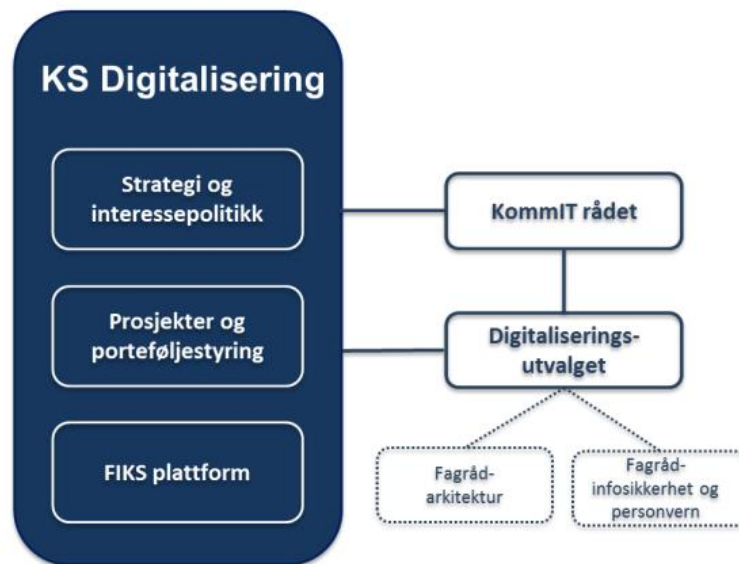 KS Digitalisering
Strategi og
interessepolitikk
KommIT rådet
Prosjekter og
porteføljestyring
Digitaliserings-
utvalget
FIKS plattform
Fagråd-
arkitektur
Fagråd-
infosikkerhet og
personvern